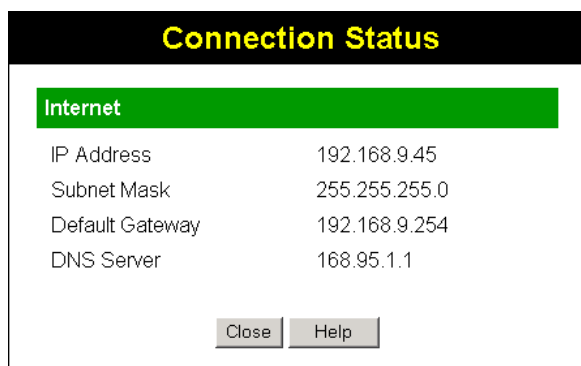 Connection Status
Internet
IP Address 192.168.9.45
Subnet Mask 255.255.255.0
Default Gateway 192.168.9.254
DNS Server 168.95.1.1
Close Help